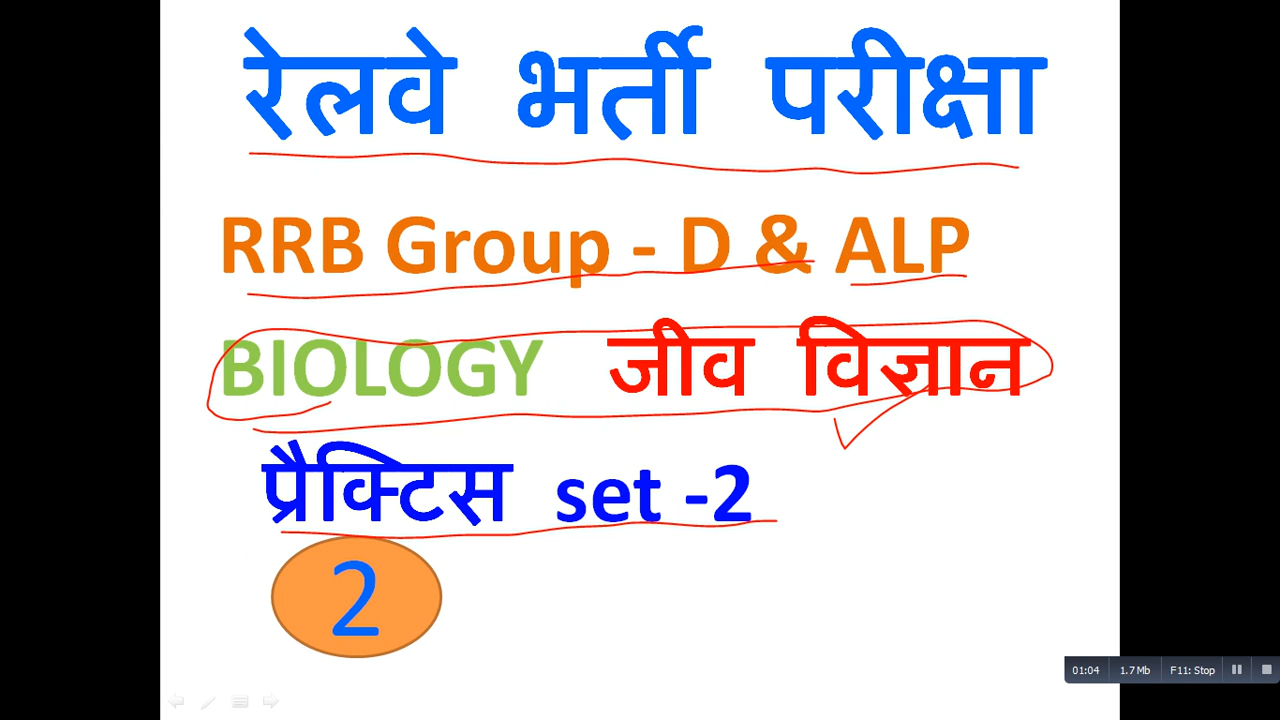 रेलवे भर्ती परीक्षा
RRB Group - D & ALP
BIOLOGY जीव विज्ञान
प्रैक्टिस set -2
2
01:04 1.7 Mb F11: Stop